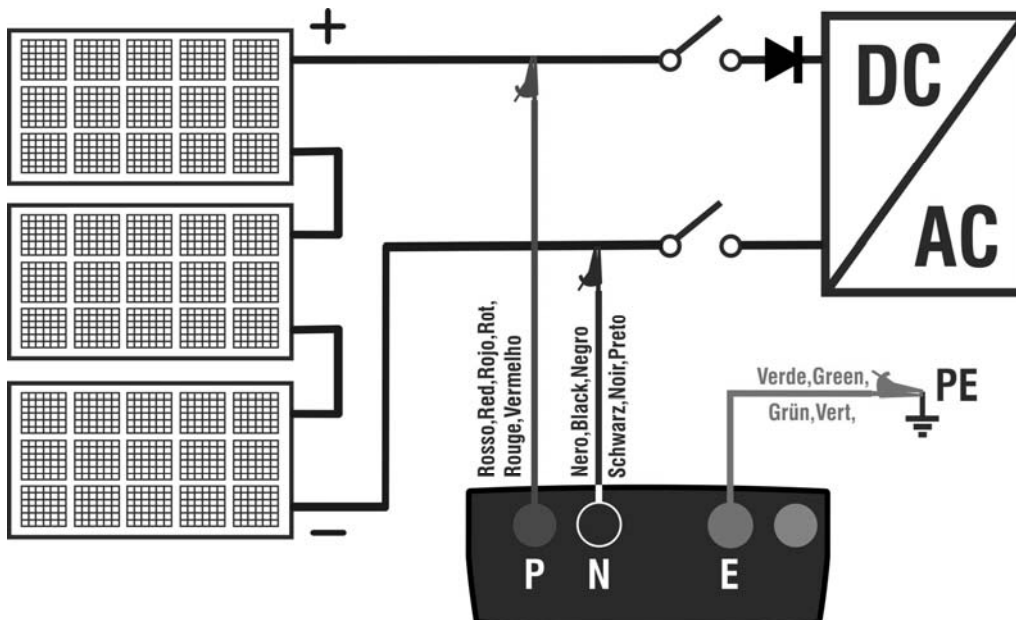 +
DC
AC
Rosso,Red,Rojo,Rot,
Rouge,Vermelho
Nero,Black,Negro
Schwarz,Noir,Preto
Verde,Green,
Grün,Vert,
PE
−
P N E